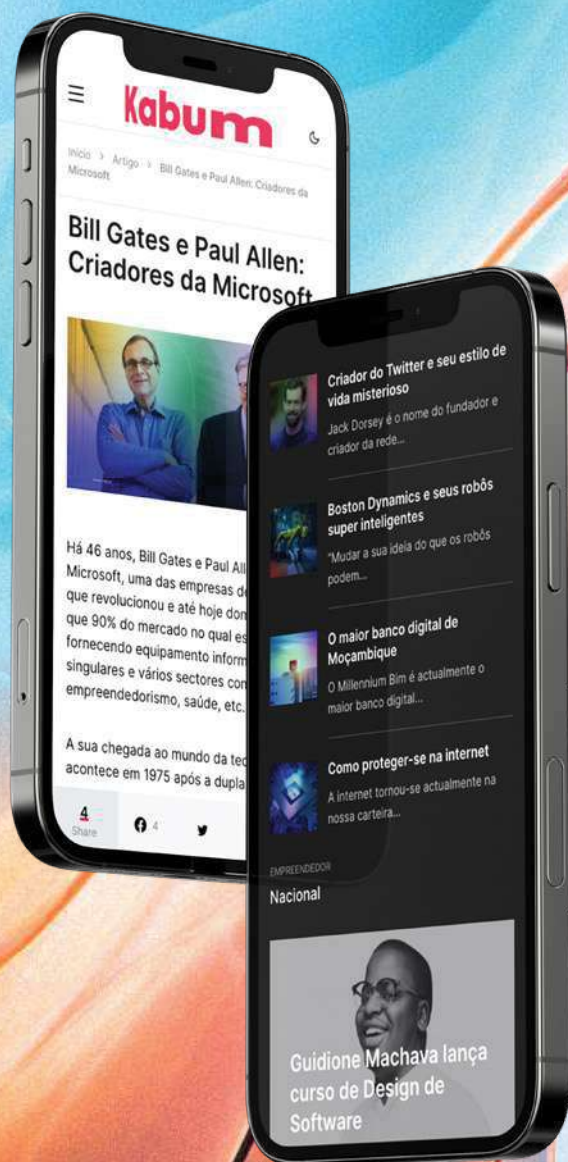 Kabum
Início > Artigo > Bill Gates e Paul Allen: Criadores da
Microsoft
Bill Gates e Paul Allen:
Criadores da Microsoft
Há 46 anos, Bill Gates e Paul All
Microsoft, uma das empresas de
que revolucionou e até hoje dom
que 90% do mercado no qual es
fornecendo equipamento inform
singulares e vários sectores com
empreendedorismo, saúde, etc.
A sua chegada ao mundo da tec
acontece em 1975 após a dupla
4
Share
4
Criador do Twitter e seu estilo de
vida misterioso
Jack Dorsey é o nome do fundador e
criador da rede...
Boston Dynamics e seus robôs
super inteligentes
"Mudar a sua ideia do que os robôs
podem...
O maior banco digital de
Moçambique
O Millennium Bim é actualmente o
maior banco digital...
Como proteger-se na internet
A internet tornou-se actualmente na
nossa carteira...
EMPREENDEDOR
Nacional
Guidione Machava lança
curso de Design de
Software